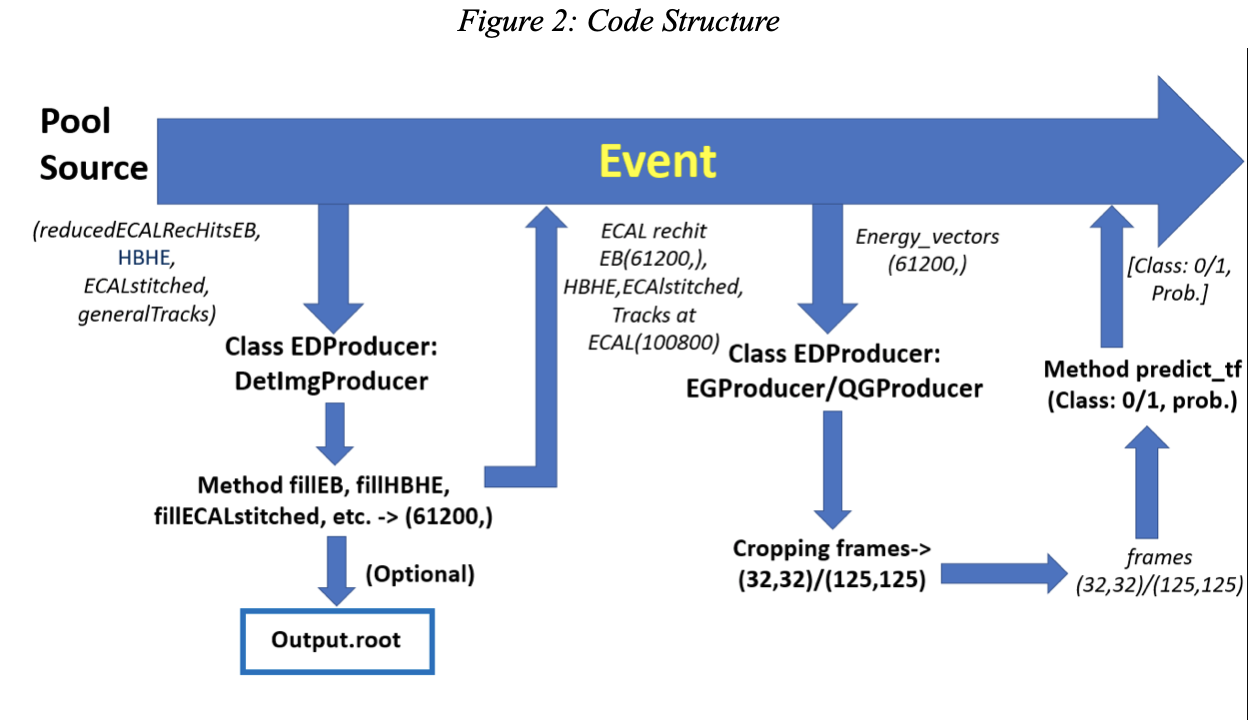 Figure 2: Code Structure
Pool
Source
Event
(reducedECALRecHitsEB,
HBHE,
ECALstitched,
generalTracks)
Class EDProducer:
DetImgProducer
Method fillEB, fillHBHE,
fillECALstitched, etc. -> (61200,)
(Optional)
Output.root
ECAL rechit
EB(61200,),
HBHE,ECAlstitched,
Tracks at
ECAL(100800)
Energy_vectors
(61200,)
Class EDProducer:
EGProducer/QGProducer
Cropping frames->
(32,32)/(125,125)
frames
(32,32)/(125,125)
Method predict_tf
(Class: 0/1, prob.)
[Class: 0/1,
Prob.]